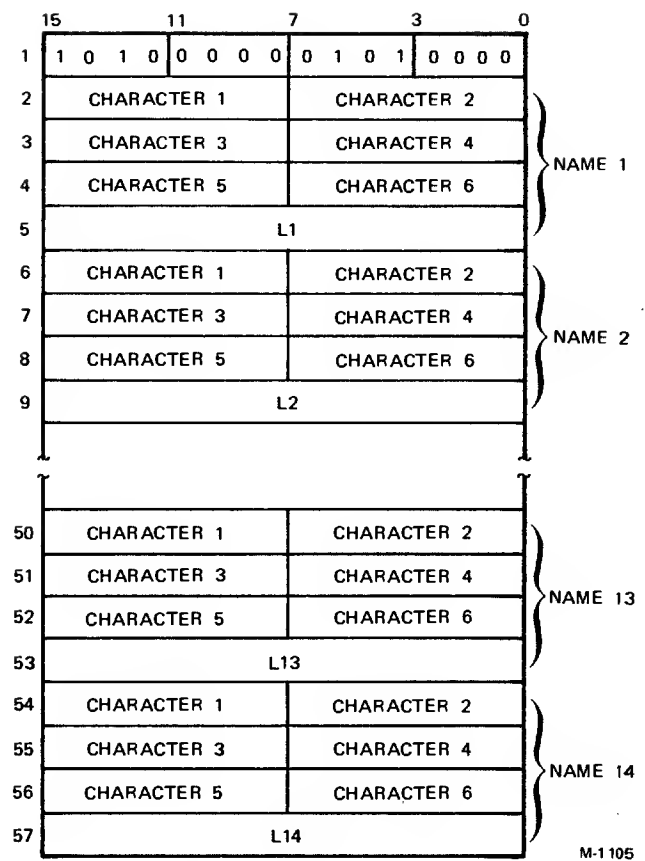 15 11 7 3 0
1 1 0 1 0 0 0 0 0 0 1 0 1 0 0 0 0
2 CHARACTER 1 CHARACTER 2
3 CHARACTER 3 CHARACTER 4
NAME 1
4 CHARACTER 5 CHARACTER 6
5 L1
6 CHARACTER 1 CHARACTER 2
7 CHARACTER 3 CHARACTER 4
NAME 2
8 CHARACTER 5 CHARACTER 6
9 L2
50 CHARACTER 1 CHARACTER 2
51 CHARACTER 3 CHARACTER 4
NAME 13
52 CHARACTER 5 CHARACTER 6
53 L13
54 CHARACTER 1 CHARACTER 2
55 CHARACTER 3 CHARACTER 4
NAME 14
56 CHARACTER 5 CHARACTER 6
57 L14
M-1105